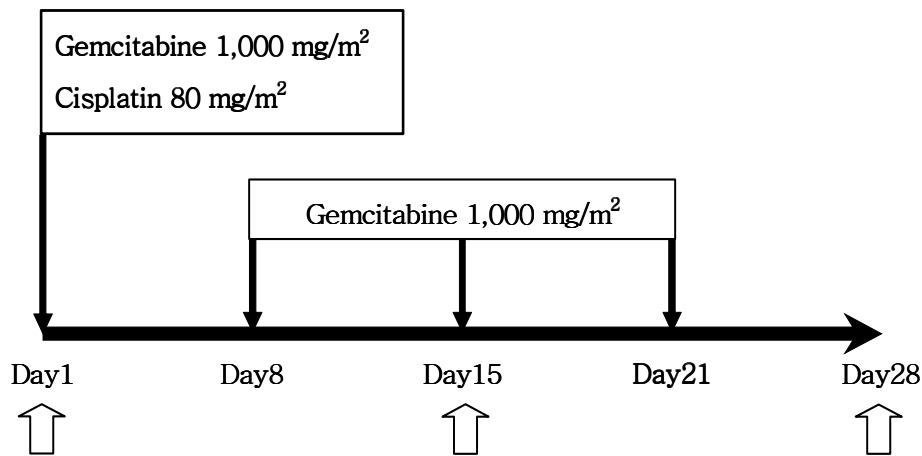 Gemcitabine 1,000 mg/m²
Cisplatin 80 mg/m²
Gemcitabine 1,000 mg/m²
Day1 Day8 Day15 Day21 Day28